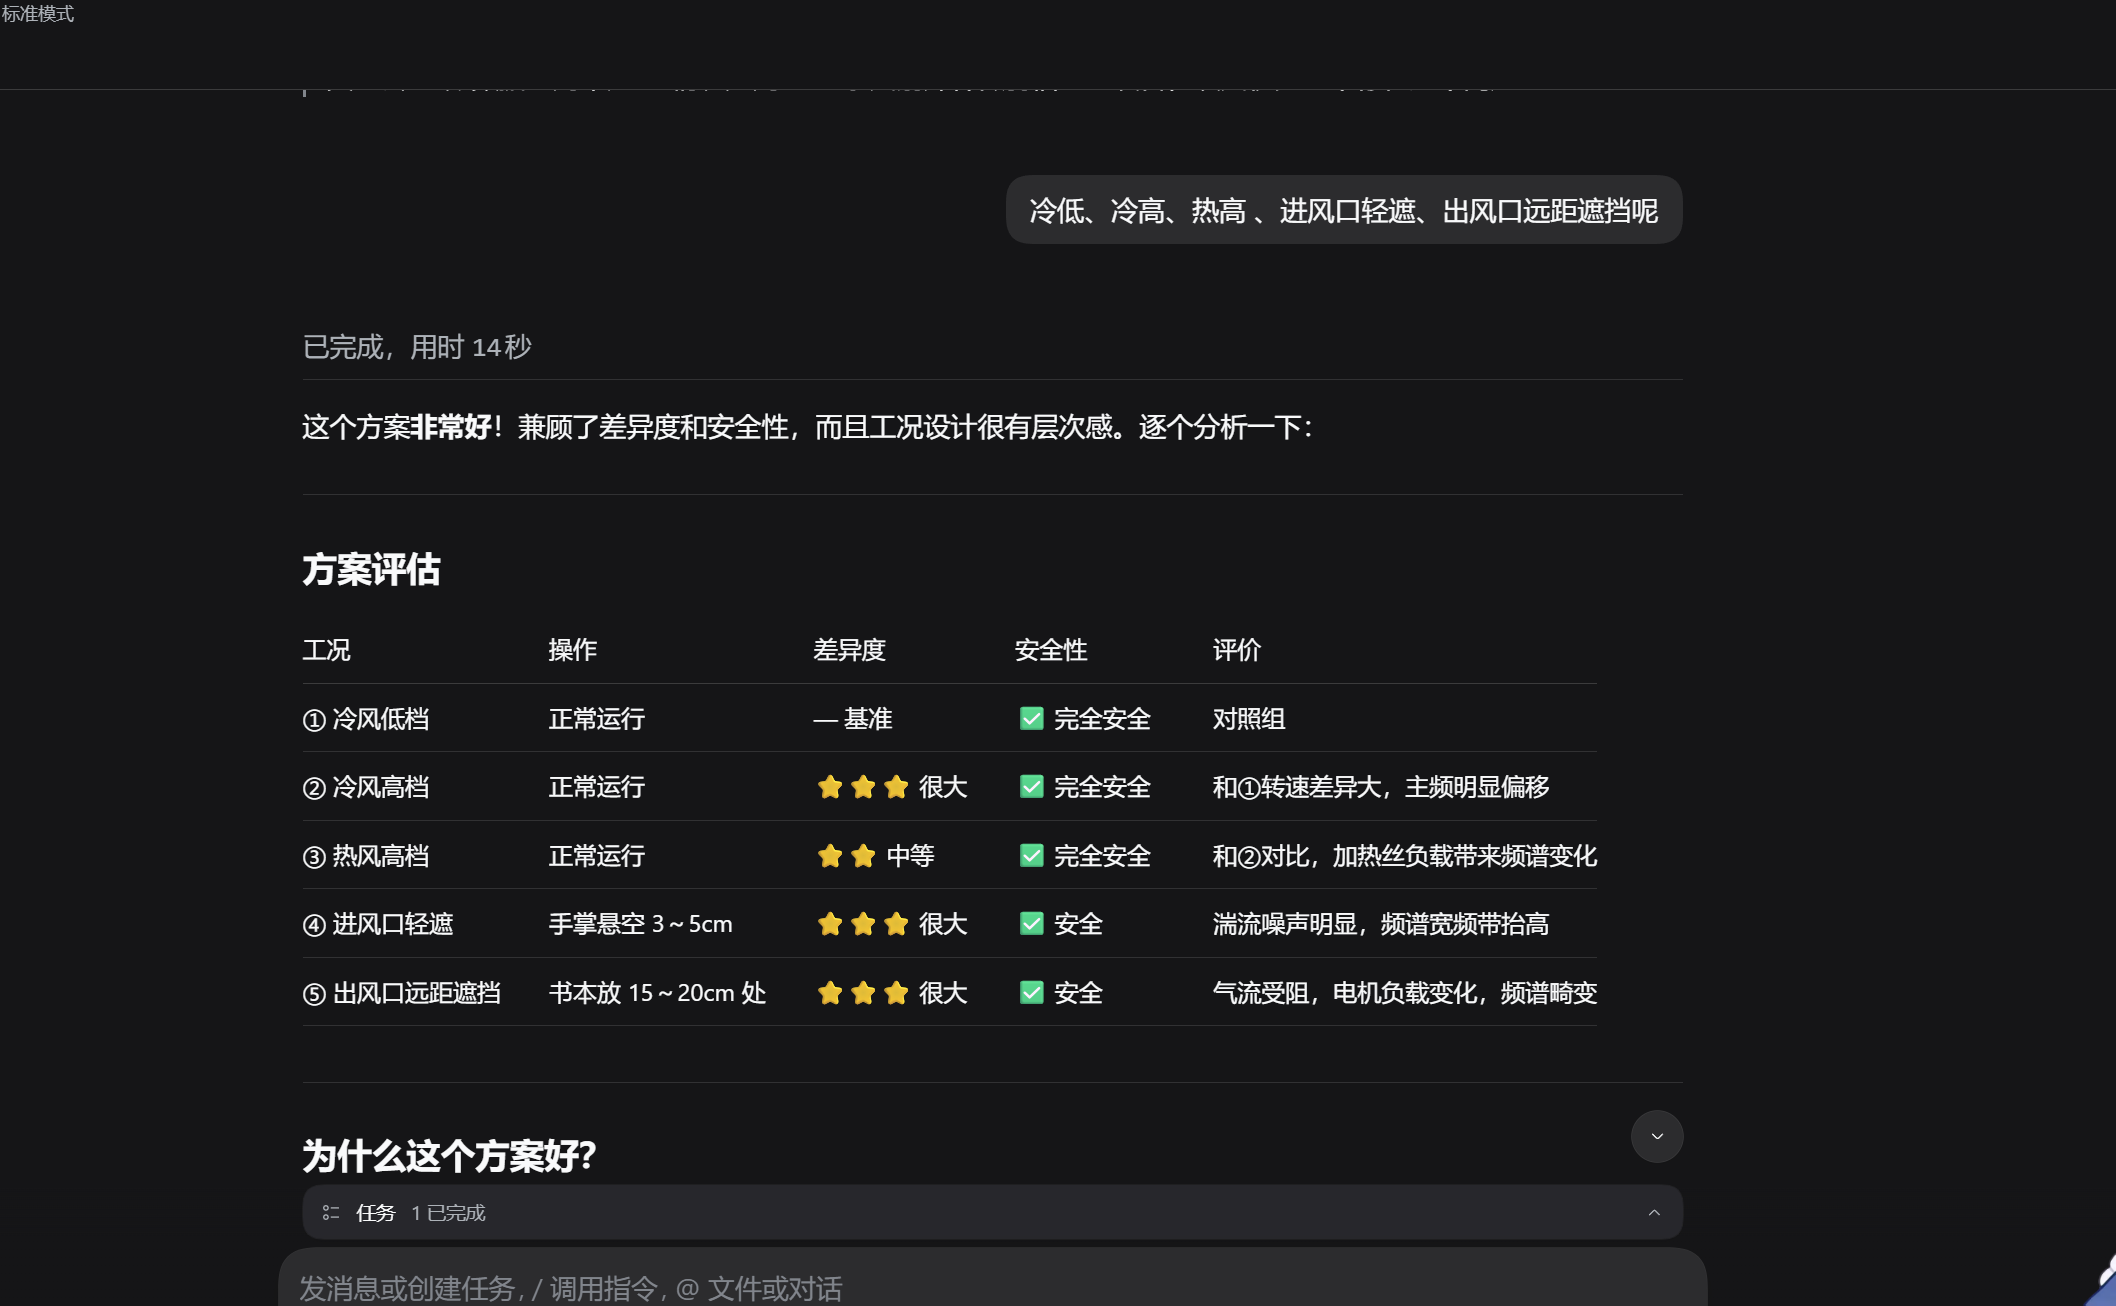 标准模式
冷低、冷高、热高 、进风口轻遮、出风口远距遮挡呢
已完成，用时 14秒
这个方案非常好！兼顾了差异度和安全性，而且工况设计很有层次感。逐个分析一下：
方案评估
工况 操作 差异度 安全性 评价
① 冷风低档 正常运行 — 基准 ✅ 完全安全 对照组
② 冷风高档 正常运行 ⭐⭐⭐ 很大 ✅ 完全安全 和①转速差异大，主频明显偏移
③ 热风高档 正常运行 ⭐⭐ 中等 ✅ 完全安全 和②对比，加热丝负载带来频谱变化
④ 进风口轻遮 手掌悬空 3～5cm ⭐⭐⭐ 很大 ✅ 安全 湍流噪声明显，频谱宽频带抬高
⑤ 出风口远距遮挡 书本放 15～20cm 处 ⭐⭐⭐ 很大 ✅ 安全 气流受阻，电机负载变化，频谱畸变
为什么这个方案好？
任务 1 已完成
发消息或创建任务, / 调用指令, @ 文件或对话